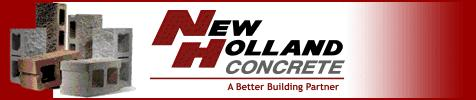 NEW
HOLLAND
CONCRETE
A Better Building Partner